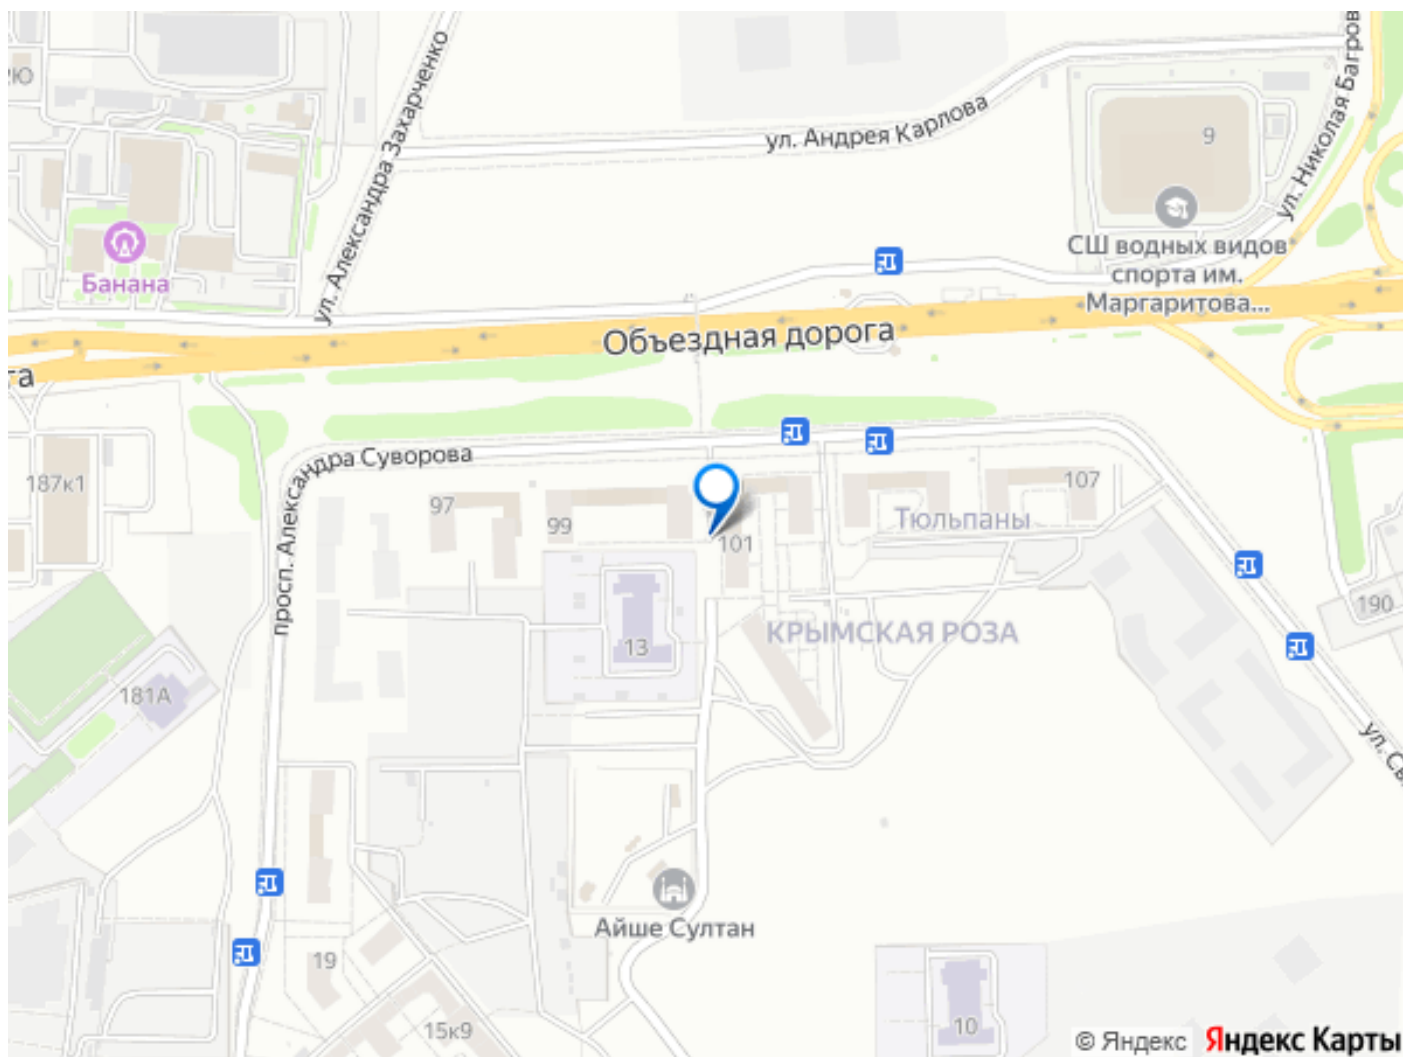 ул. Александра Захарченко
ул. Андрея Карлова
ул. Николая Багров
9
СШ водных видов
спорта им.
Маргаритова...
Банана
Объездная дорога
га
просп. Александра Суворова
187к1
97
99
101
107
Тюльпаны
КРЫМСКАЯ РОЗА
13
181А
190
ул. Св
Айше Султан
19
15к9
10
© Яндекс Яндекс Карты